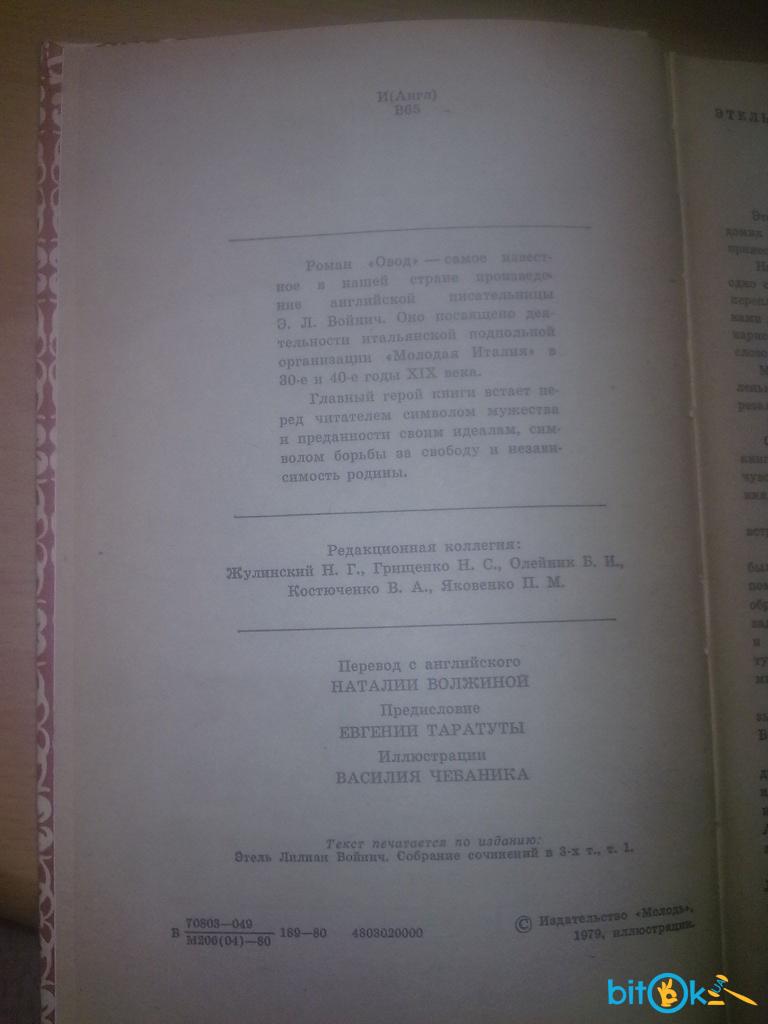 И(Англ)
В65
Роман «Овод» — самое извест-
ное в нашей стране произведе-
ние английской писательницы
Э. Л. Войнич. Оно посвящено дея-
тельности итальянской подпольной
организации «Молодая Италия» в
30-е и 40-е годы XIX века.
Главный герой книги встает пе-
ред читателем символом мужества
и преданности своим идеалам, сим-
волом борьбы за свободу и незави-
симость родины.
Редакционная коллегия:
Жулинский Н. Г., Грищенко Н. С., Олейник Б. И.,
Костюченко В. А., Яковенко П. М.
Перевод с английского
НАТАЛИИ ВОЛЖИНОЙ
Предисловие
ЕВГЕНИИ ТАРАТУТЫ
Иллюстрации
ВАСИЛИЯ ЧЕБАНИКА
Текст печатается по изданию:
Этель Лилиан Войнич. Собрание сочинений в 3-х т., т. 1.
В 70803—049
М206(04)—80 189—80 4803020000
© Издательство «Молодь»,
1979, иллюстрации.
ЭТЕЛЬ
bitOk UA